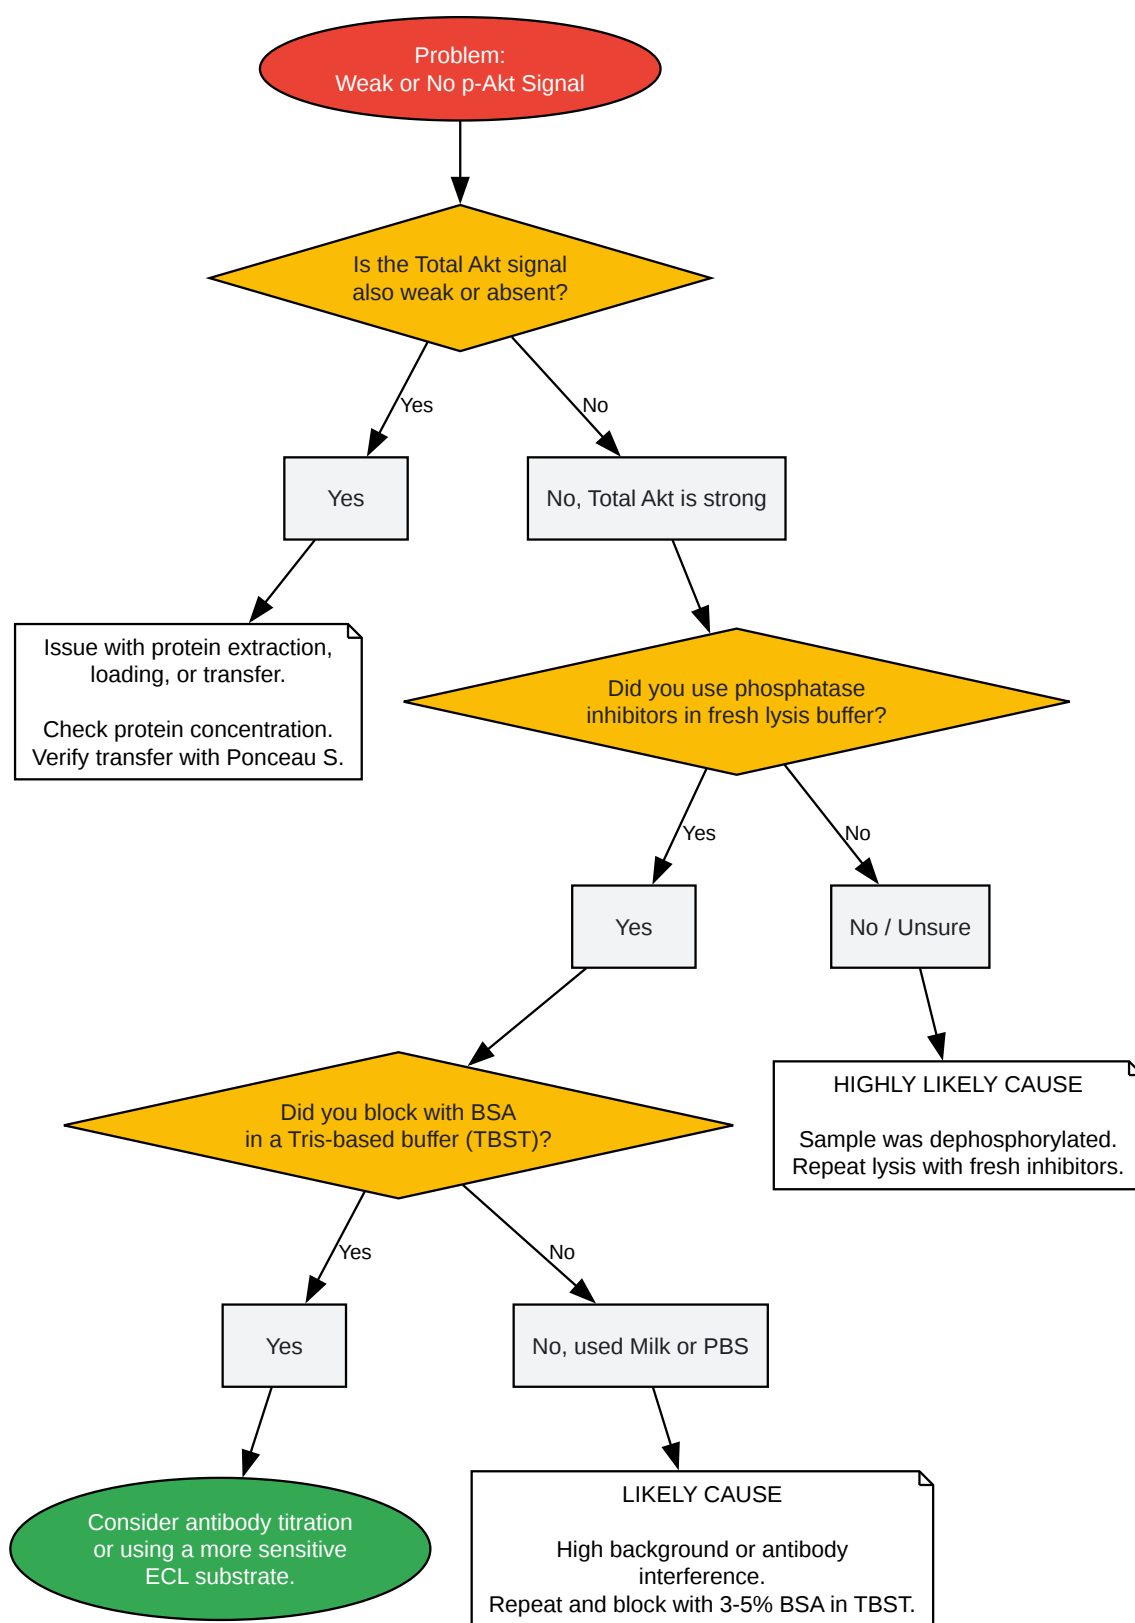 Problem:
Weak or No p-Akt Signal
Is the Total Akt signal
also weak or absent?
Yes
No
Yes
No, Total Akt is strong
Issue with protein extraction,
loading, or transfer.
Check protein concentration.
Verify transfer with Ponceau S.
Did you use phosphatase
inhibitors in fresh lysis buffer?
Yes
No
Yes
No / Unsure
HIGHLY LIKELY CAUSE
Sample was dephosphorylated.
Repeat lysis with fresh inhibitors.
Did you block with BSA
in a Tris-based buffer (TBST)?
Yes
No
Yes
No, used Milk or PBS
Consider antibody titration
or using a more sensitive
ECL substrate.
LIKELY CAUSE
High background or antibody
interference.
Repeat and block with 3-5% BSA in TBST.